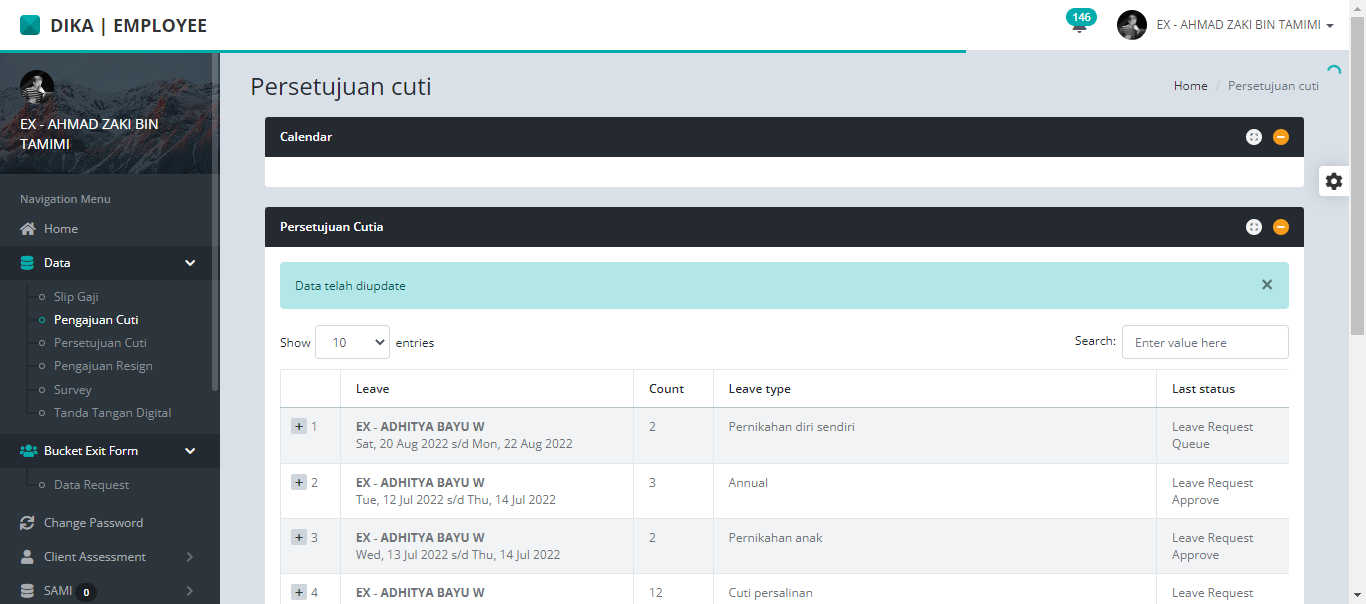 DIKA | EMPLOYEE
146
EX - AHMAD ZAKI BIN TAMIMI
EX - AHMAD ZAKI BIN
TAMIMI
Navigation Menu
Home
Data
Slip Gaji
Pengajuan Cuti
Persetujuan Cuti
Pengajuan Resign
Survey
Tanda Tangan Digital
Bucket Exit Form
Data Request
Change Password
Client Assessment
SAMI 0
Persetujuan cuti
Home / Persetujuan cuti
Calendar
Persetujuan Cutia
Data telah diupdate ×
Show 10 entries
Search: Enter value here
Leave Count Leave type Last status
+ 1 EX - ADHITYA BAYU W 2 Pernikahan diri sendiri Leave Request
Sat, 20 Aug 2022 s/d Mon, 22 Aug 2022 Queue
+ 2 EX - ADHITYA BAYU W 3 Annual Leave Request
Tue, 12 Jul 2022 s/d Thu, 14 Jul 2022 Approve
+ 3 EX - ADHITYA BAYU W 2 Pernikahan anak Leave Request
Wed, 13 Jul 2022 s/d Thu, 14 Jul 2022 Approve
+ 4 EX - ADHITYA BAYU W 12 Cuti persalinan Leave Request